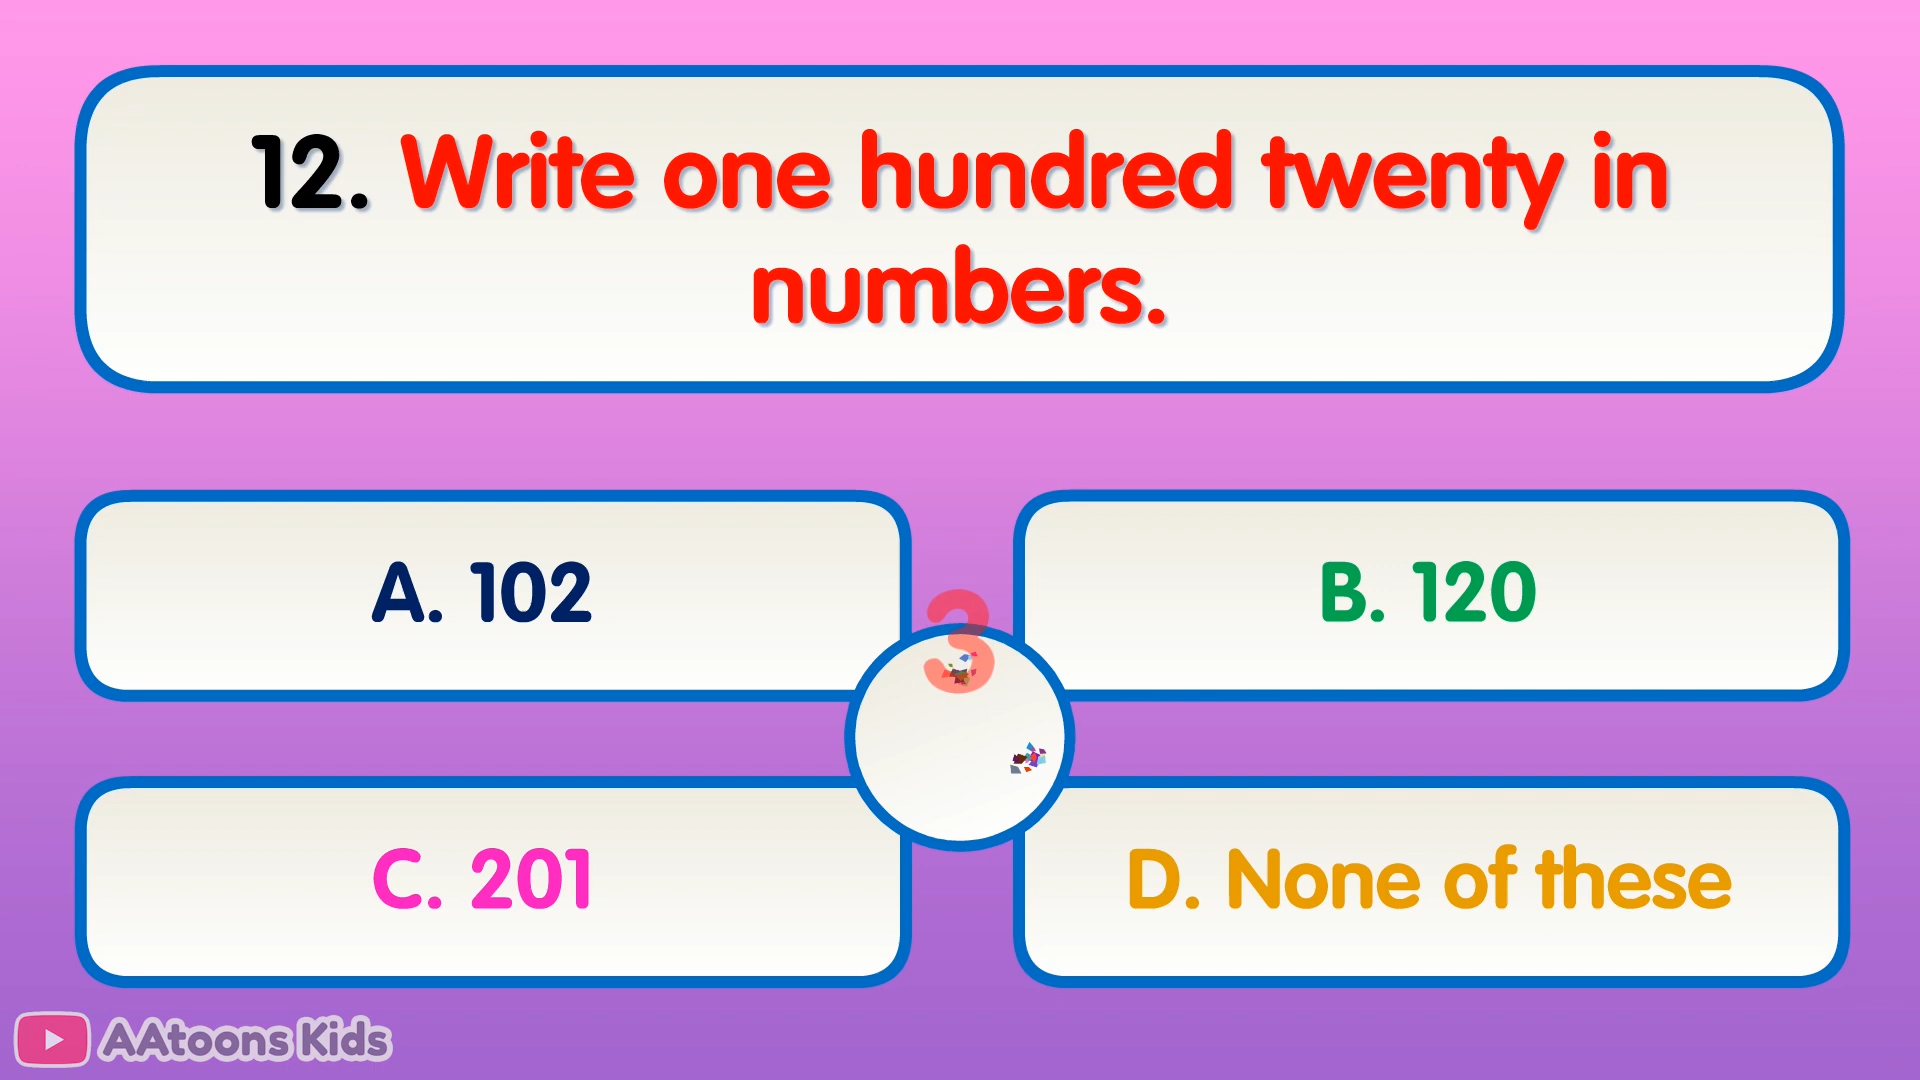 12. Write one hundred twenty in
numbers.
A. 102
B. 120
3
C. 201
D. None of these
AAtoons Kids